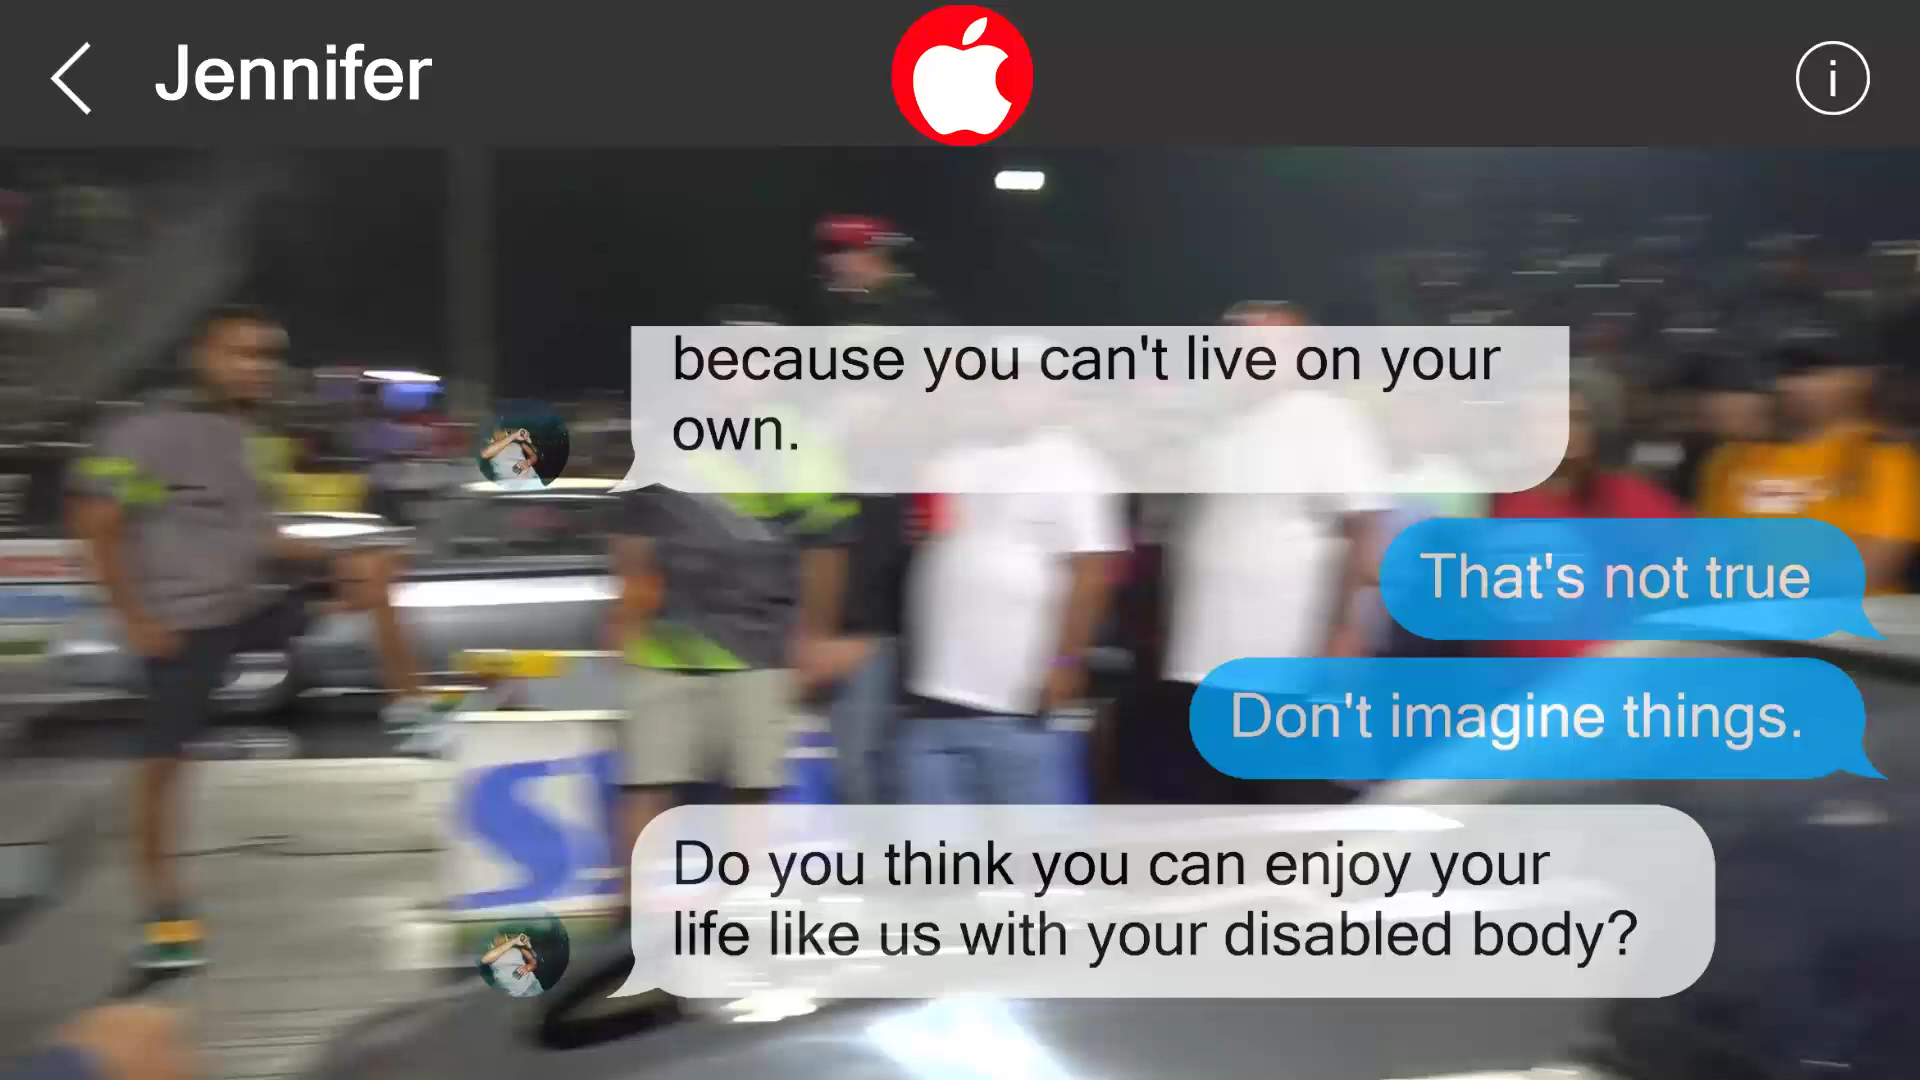 Jennifer
i
because you can't live on your
own.
That's not true
Don't imagine things.
Do you think you can enjoy your
life like us with your disabled body?